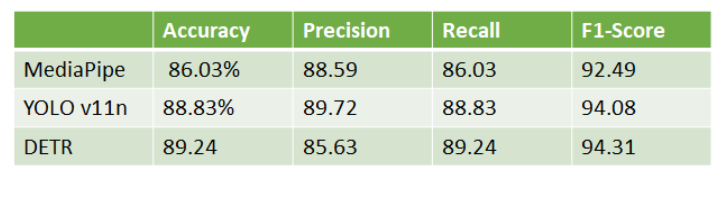 Accuracy Precision Recall F1-Score
MediaPipe 86.03% 88.59 86.03 92.49
YOLO v11n 88.83% 89.72 88.83 94.08
DETR 89.24 85.63 89.24 94.31